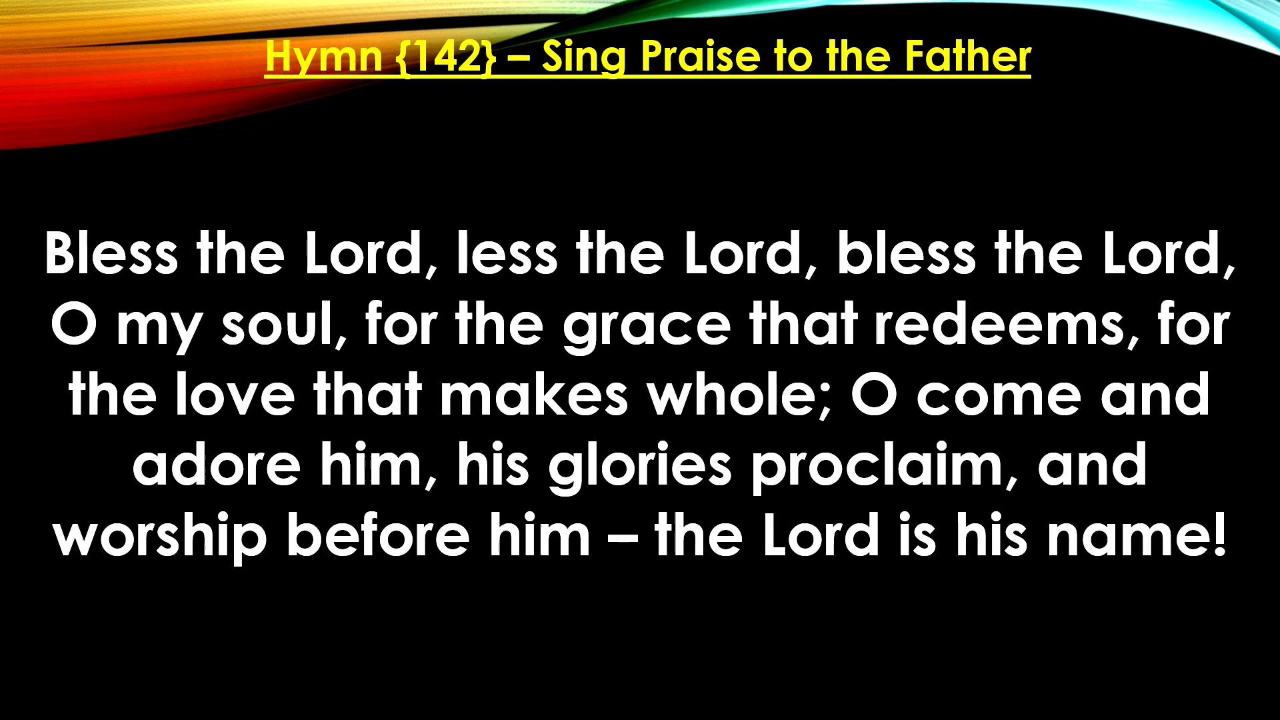 Hymn {142} – Sing Praise to the Father
Bless the Lord, less the Lord, bless the Lord,
O my soul, for the grace that redeems, for
the love that makes whole; O come and
adore him, his glories proclaim, and
worship before him – the Lord is his name!